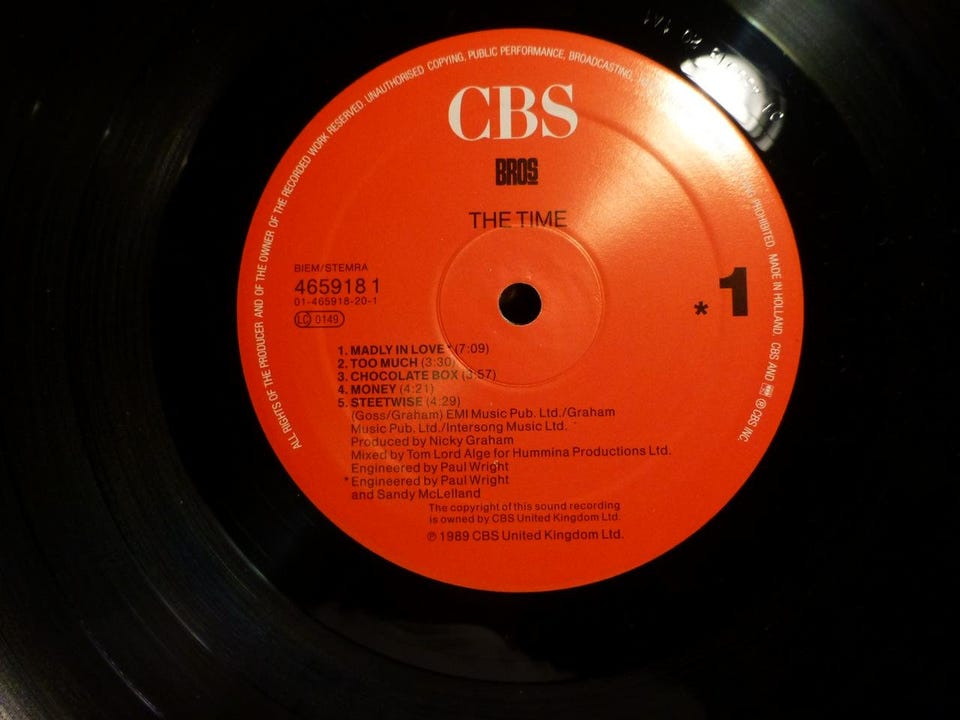 ALL RIGHTS OF THE PRODUCER AND OF THE OWNER OF THE RECORDED WORK RESERVED. UNAUTHORISED COPYING, PUBLIC PERFORMANCE, BROADCASTING,
PROHIBITED. MADE IN HOLLAND. CBS AND ® © CBS INC.
CBS
BROS
THE TIME
BIEM/STEMRA
465918 1
01-465918-20-1
LC 0149
* 1
1. MADLY IN LOVE * (7:09)
2. TOO MUCH (3:30)
3. CHOCOLATE BOX (3:57)
4. MONEY (4:21)
5. STEETWISE (4:29)
(Goss/Graham) EMI Music Pub. Ltd./Graham
Music Pub. Ltd./Intersong Music Ltd.
Produced by Nicky Graham
Mixed by Tom Lord Alge for Hummina Productions Ltd.
Engineered by Paul Wright
* Engineered by Paul Wright
and Sandy McLelland
The copyright of this sound recording
is owned by CBS United Kingdom Ltd.
℗ 1989 CBS United Kingdom Ltd.